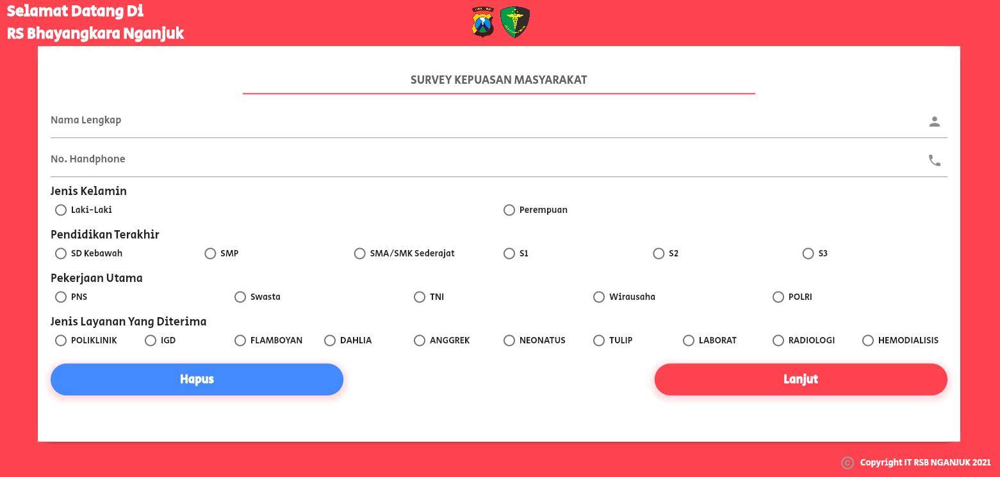 Selamat Datang Di
RS Bhayangkara Nganjuk
SURVEY KEPUASAN MASYARAKAT
Nama Lengkap
No. Handphone
Jenis Kelamin
Laki-Laki Perempuan
Pendidikan Terakhir
SD Kebawah SMP SMA/SMK Sederajat S1 S2 S3
Pekerjaan Utama
PNS Swasta TNI Wirausaha POLRI
Jenis Layanan Yang Diterima
POLIKLINIK IGD FLAMBOYAN DAHLIA ANGGREK NEONATUS TULIP LABORAT RADIOLOGI HEMODIALISIS
Hapus Lanjut
© Copyright IT RSB NGANJUK 2021